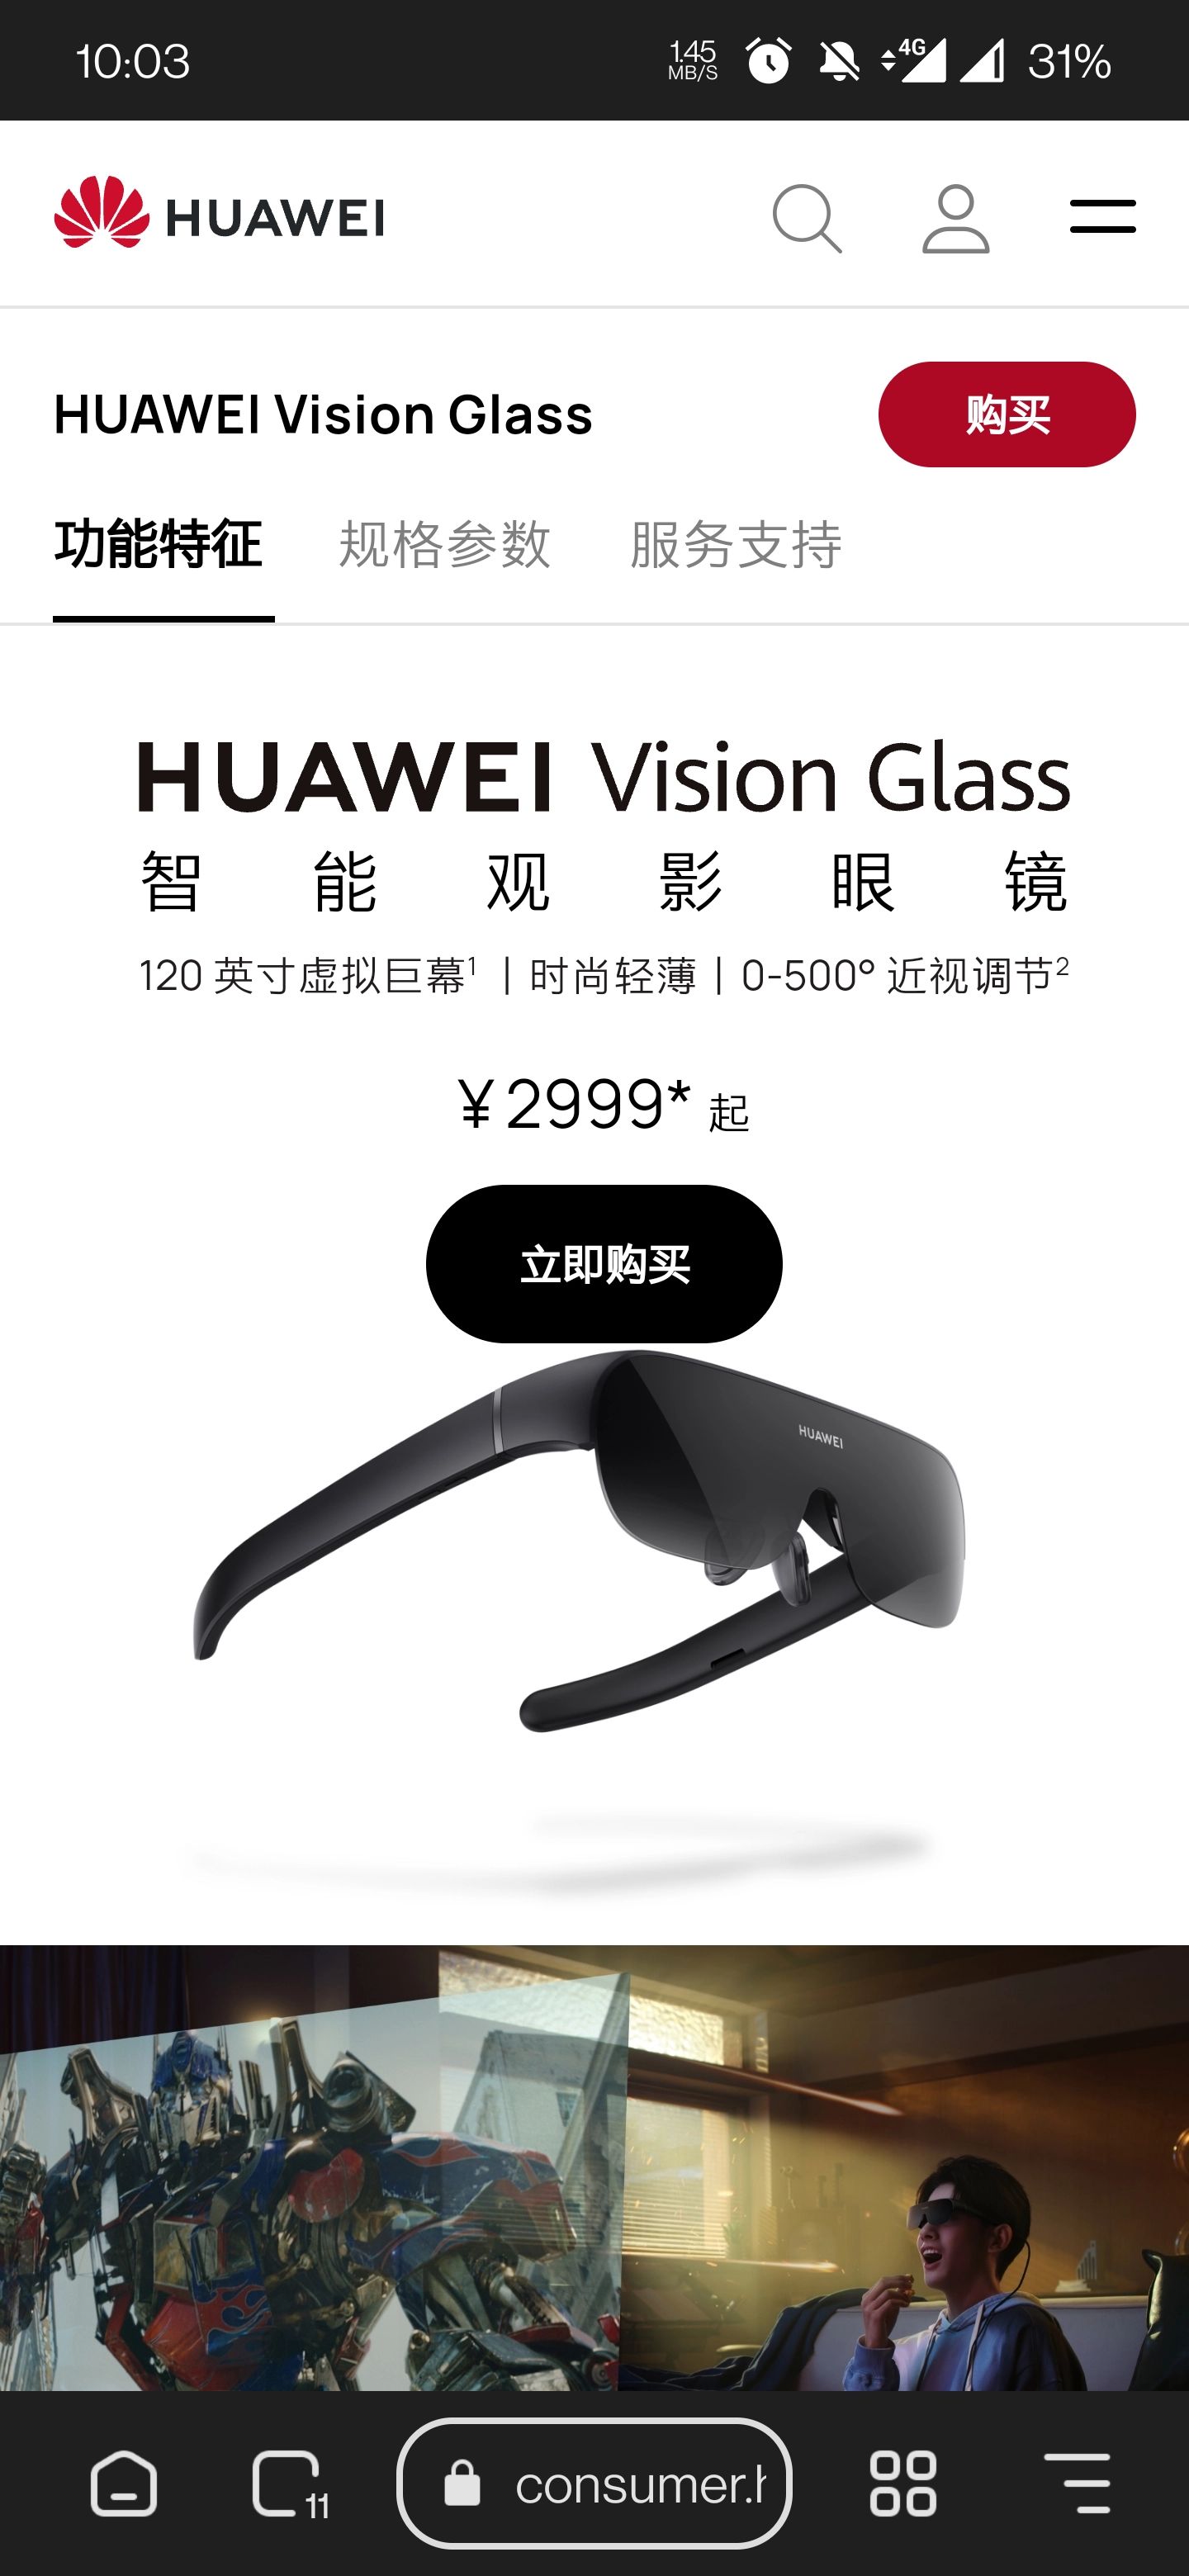 10:03
1.45
MB/S
4G
31%
HUAWEI
HUAWEI Vision Glass
购买
功能特征 规格参数 服务支持
HUAWEI Vision Glass
智能观影眼镜
120 英寸虚拟巨幕1 | 时尚轻薄 | 0-500° 近视调节2
¥2999* 起
立即购买
HUAWEI
11
consumer.h